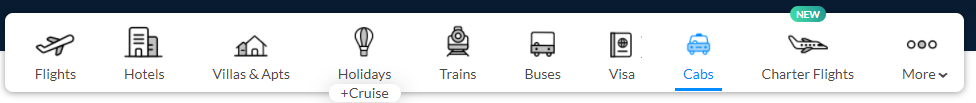 NEW
Flights Hotels Villas & Apts Holidays Trains Buses Visa Cabs Charter Flights More
+Cruise